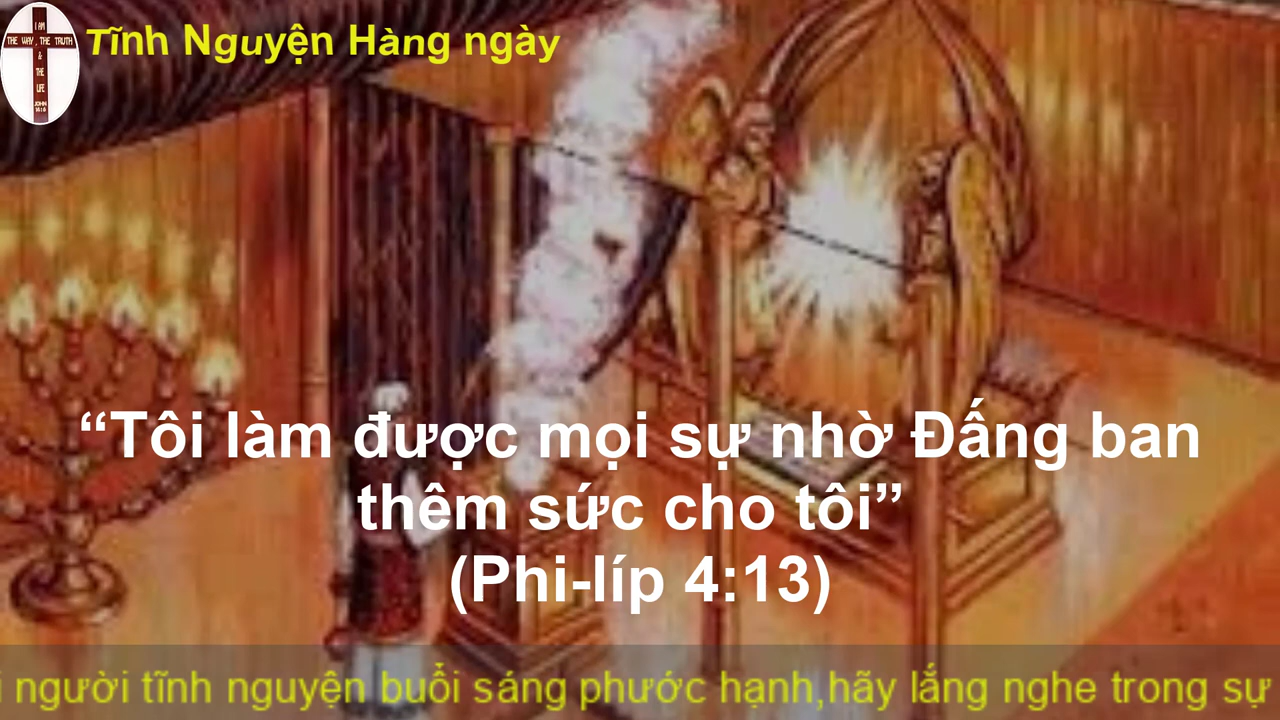 I AM
THE WAY, THE TRUTH
&
THE
LIFE
JOHN
Tĩnh Nguyện Hàng ngày
“Tôi làm được mọi sự nhờ Đấng ban
thêm sức cho tôi”
(Phi-líp 4:13)
i người tĩnh nguyện buổi sáng phước hạnh,hãy lắng nghe trong sự